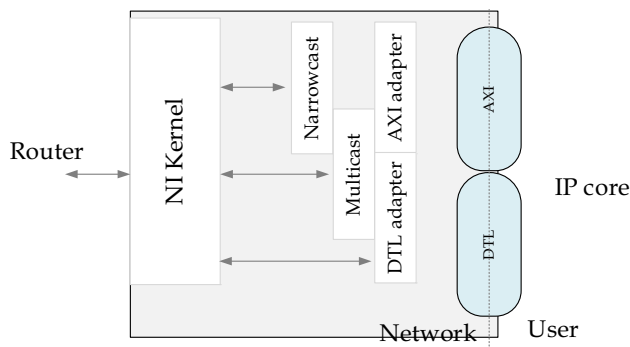 Router
NI Kernel
Narrowcast
Multicast
AXI adapter
DTL adapter
AXI
DTL
IP core
Network
User